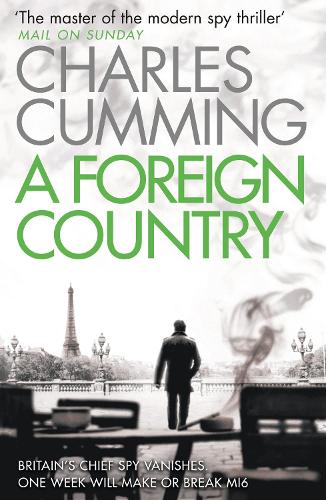 ‘The master of the modern spy thriller’
MAIL ON SUNDAY
CHARLES
CUMMING
A FOREIGN
COUNTRY
BRITAIN’S CHIEF SPY VANISHES.
ONE WEEK WILL MAKE OR BREAK MI6